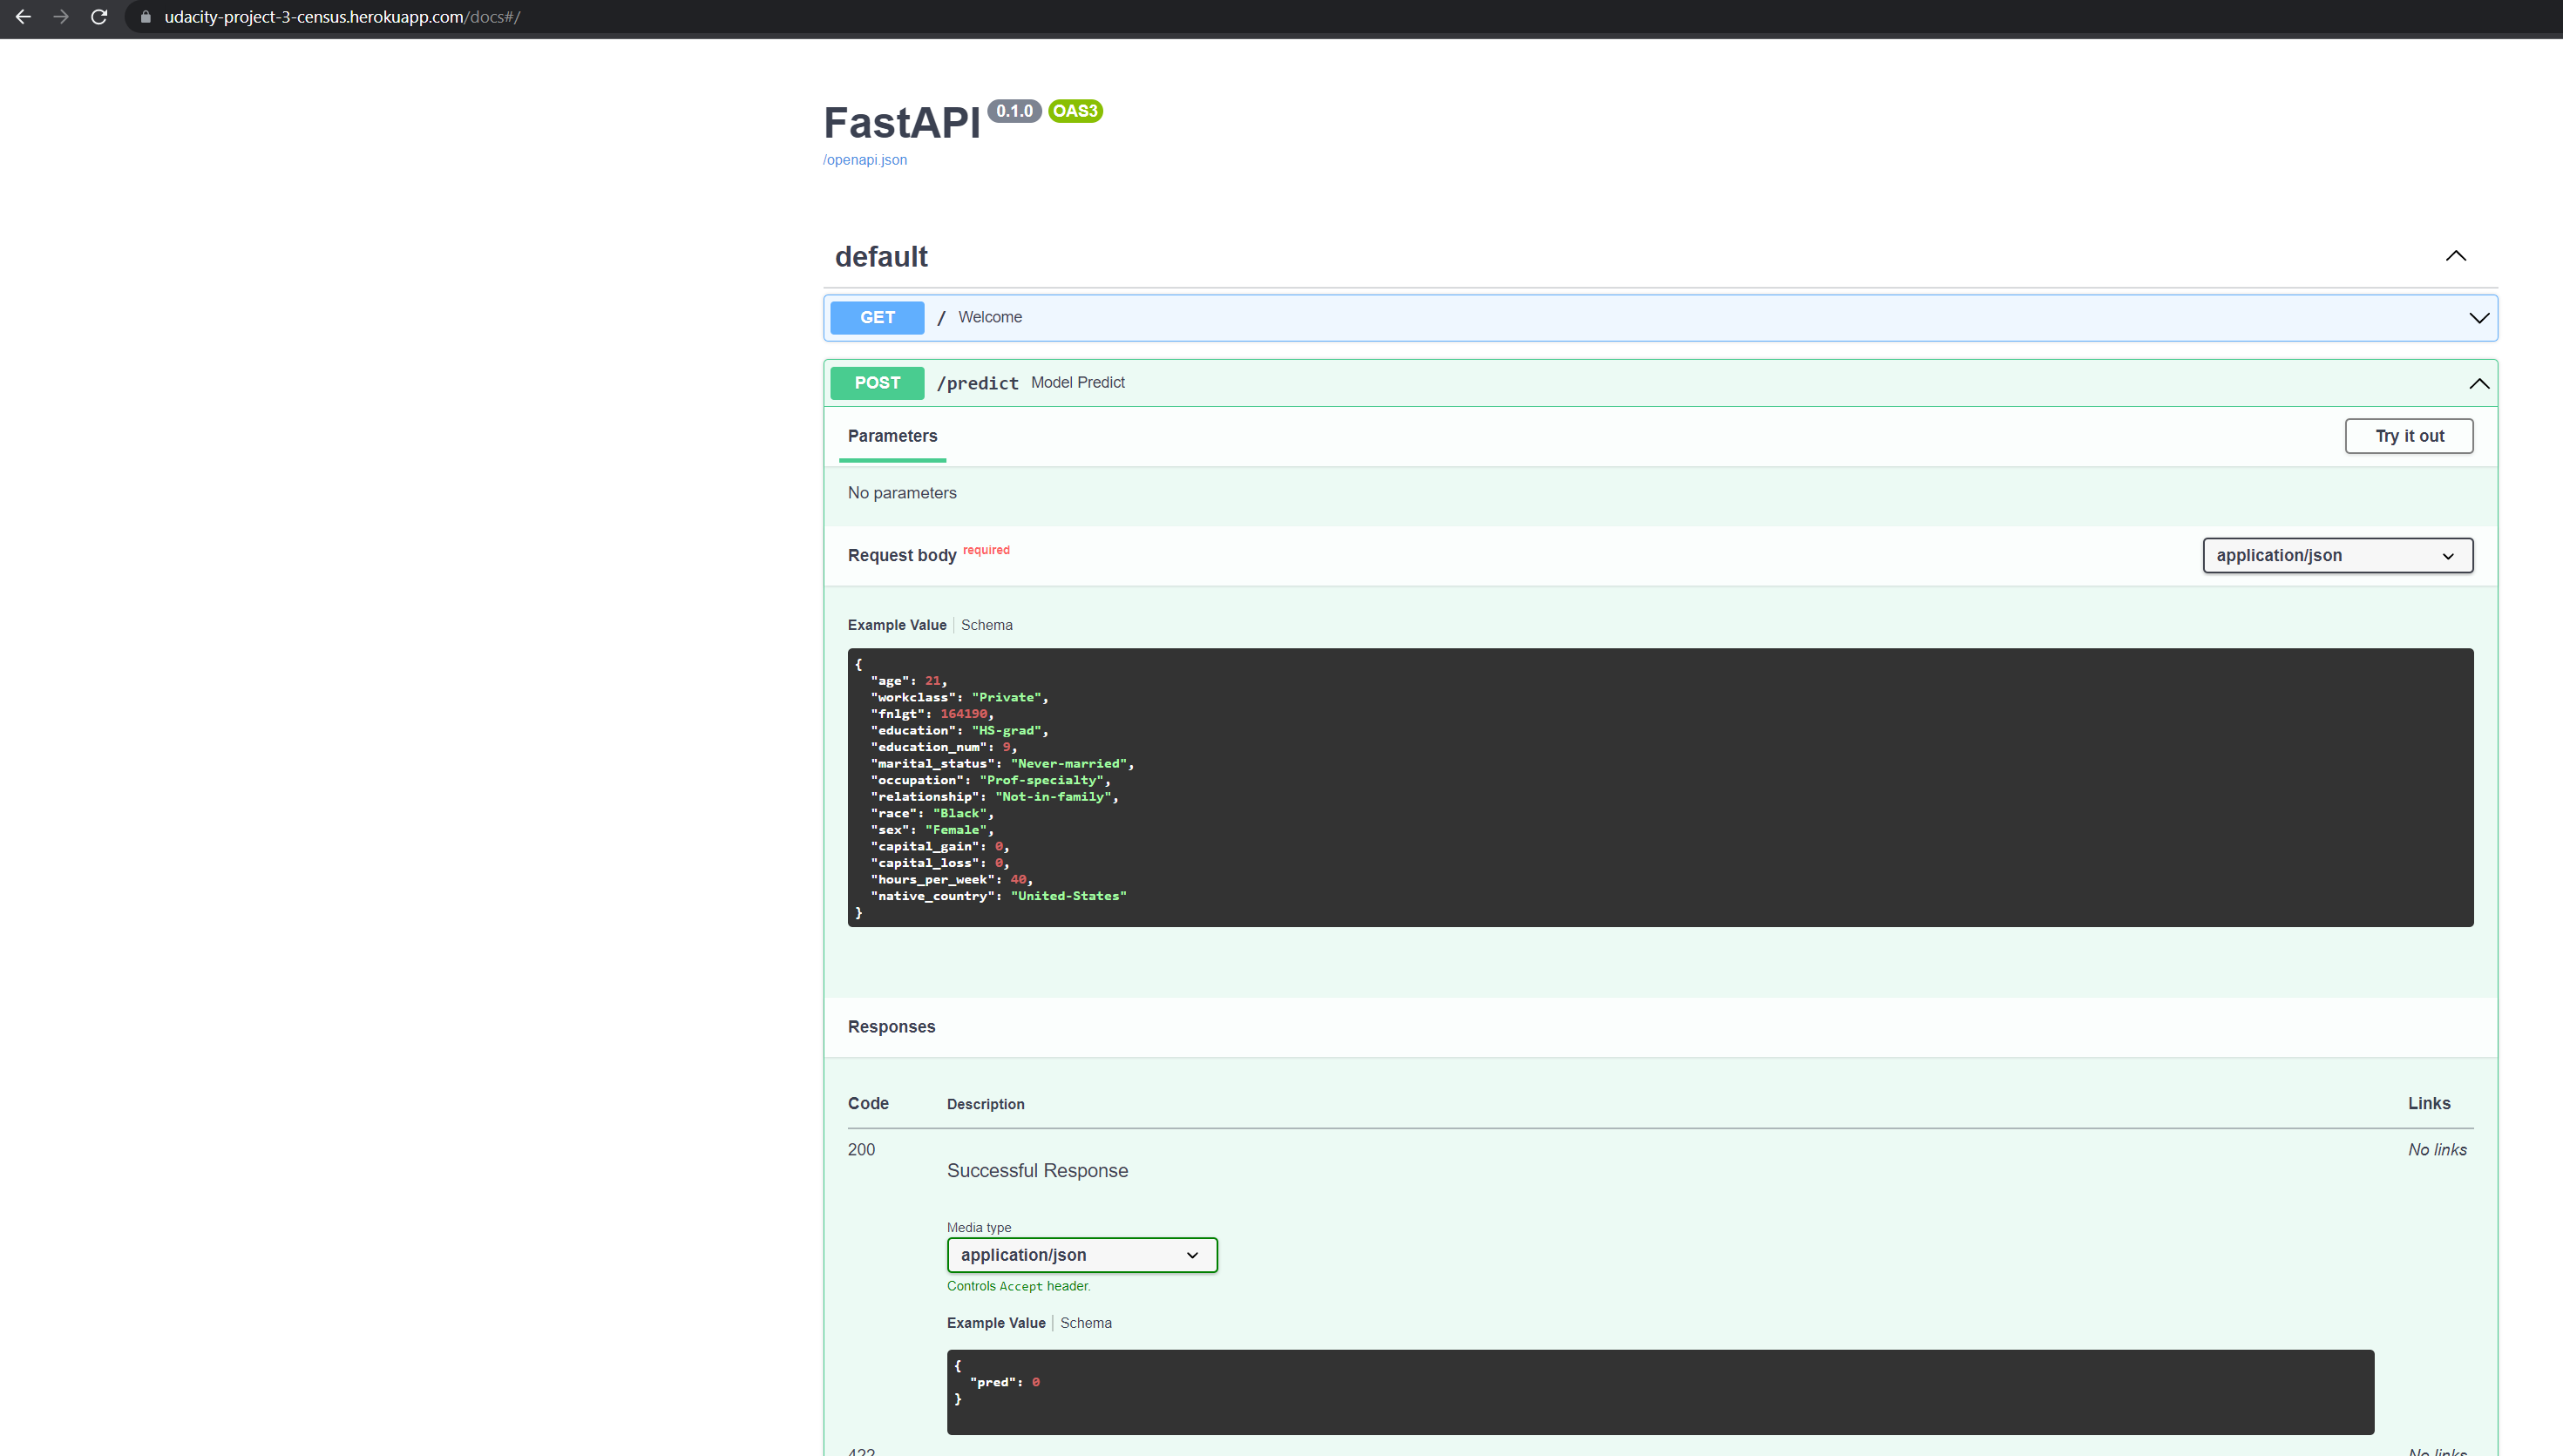 udacity-project-3-census.herokuapp.com/docs#/
FastAPI 0.1.0 OAS3
/openapi.json
default
GET / Welcome
POST /predict Model Predict
Parameters Try it out
No parameters
Request body required application/json
Example Value Schema
{
"age": 21,
"workclass": "Private",
"fnlgt": 164190,
"education": "HS-grad",
"education_num": 9,
"marital_status": "Never-married",
"occupation": "Prof-specialty",
"relationship": "Not-in-family",
"race": "Black",
"sex": "Female",
"capital_gain": 0,
"capital_loss": 0,
"hours_per_week": 40,
"native_country": "United-States"
}
Responses
Code Description Links
200 No links
Successful Response
Media type
application/json
Controls Accept header.
Example Value Schema
{
"pred": 0
}
422 No links